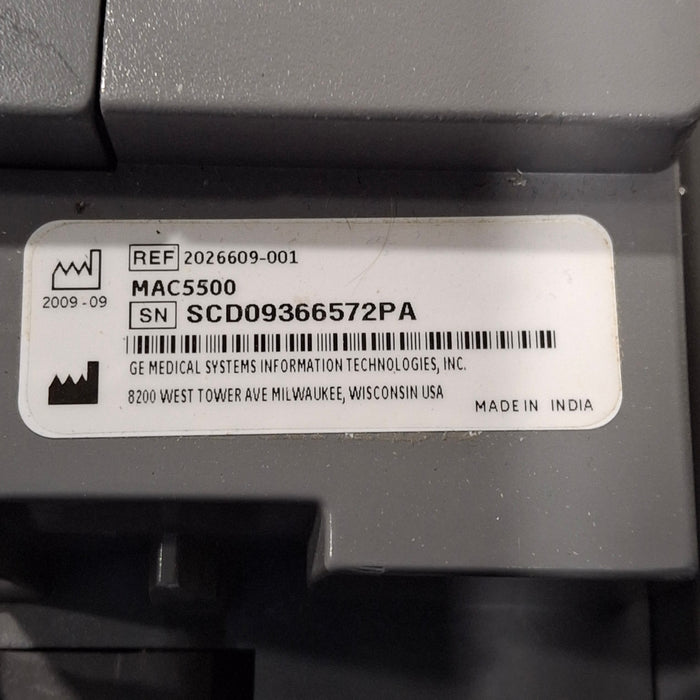 REF 2026609-001
MAC5500
2009-09
SN SCD09366572PA
GE MEDICAL SYSTEMS INFORMATION TECHNOLOGIES, INC.
8200 WEST TOWER AVE MILWAUKEE, WISCONSIN USA
MADE IN INDIA